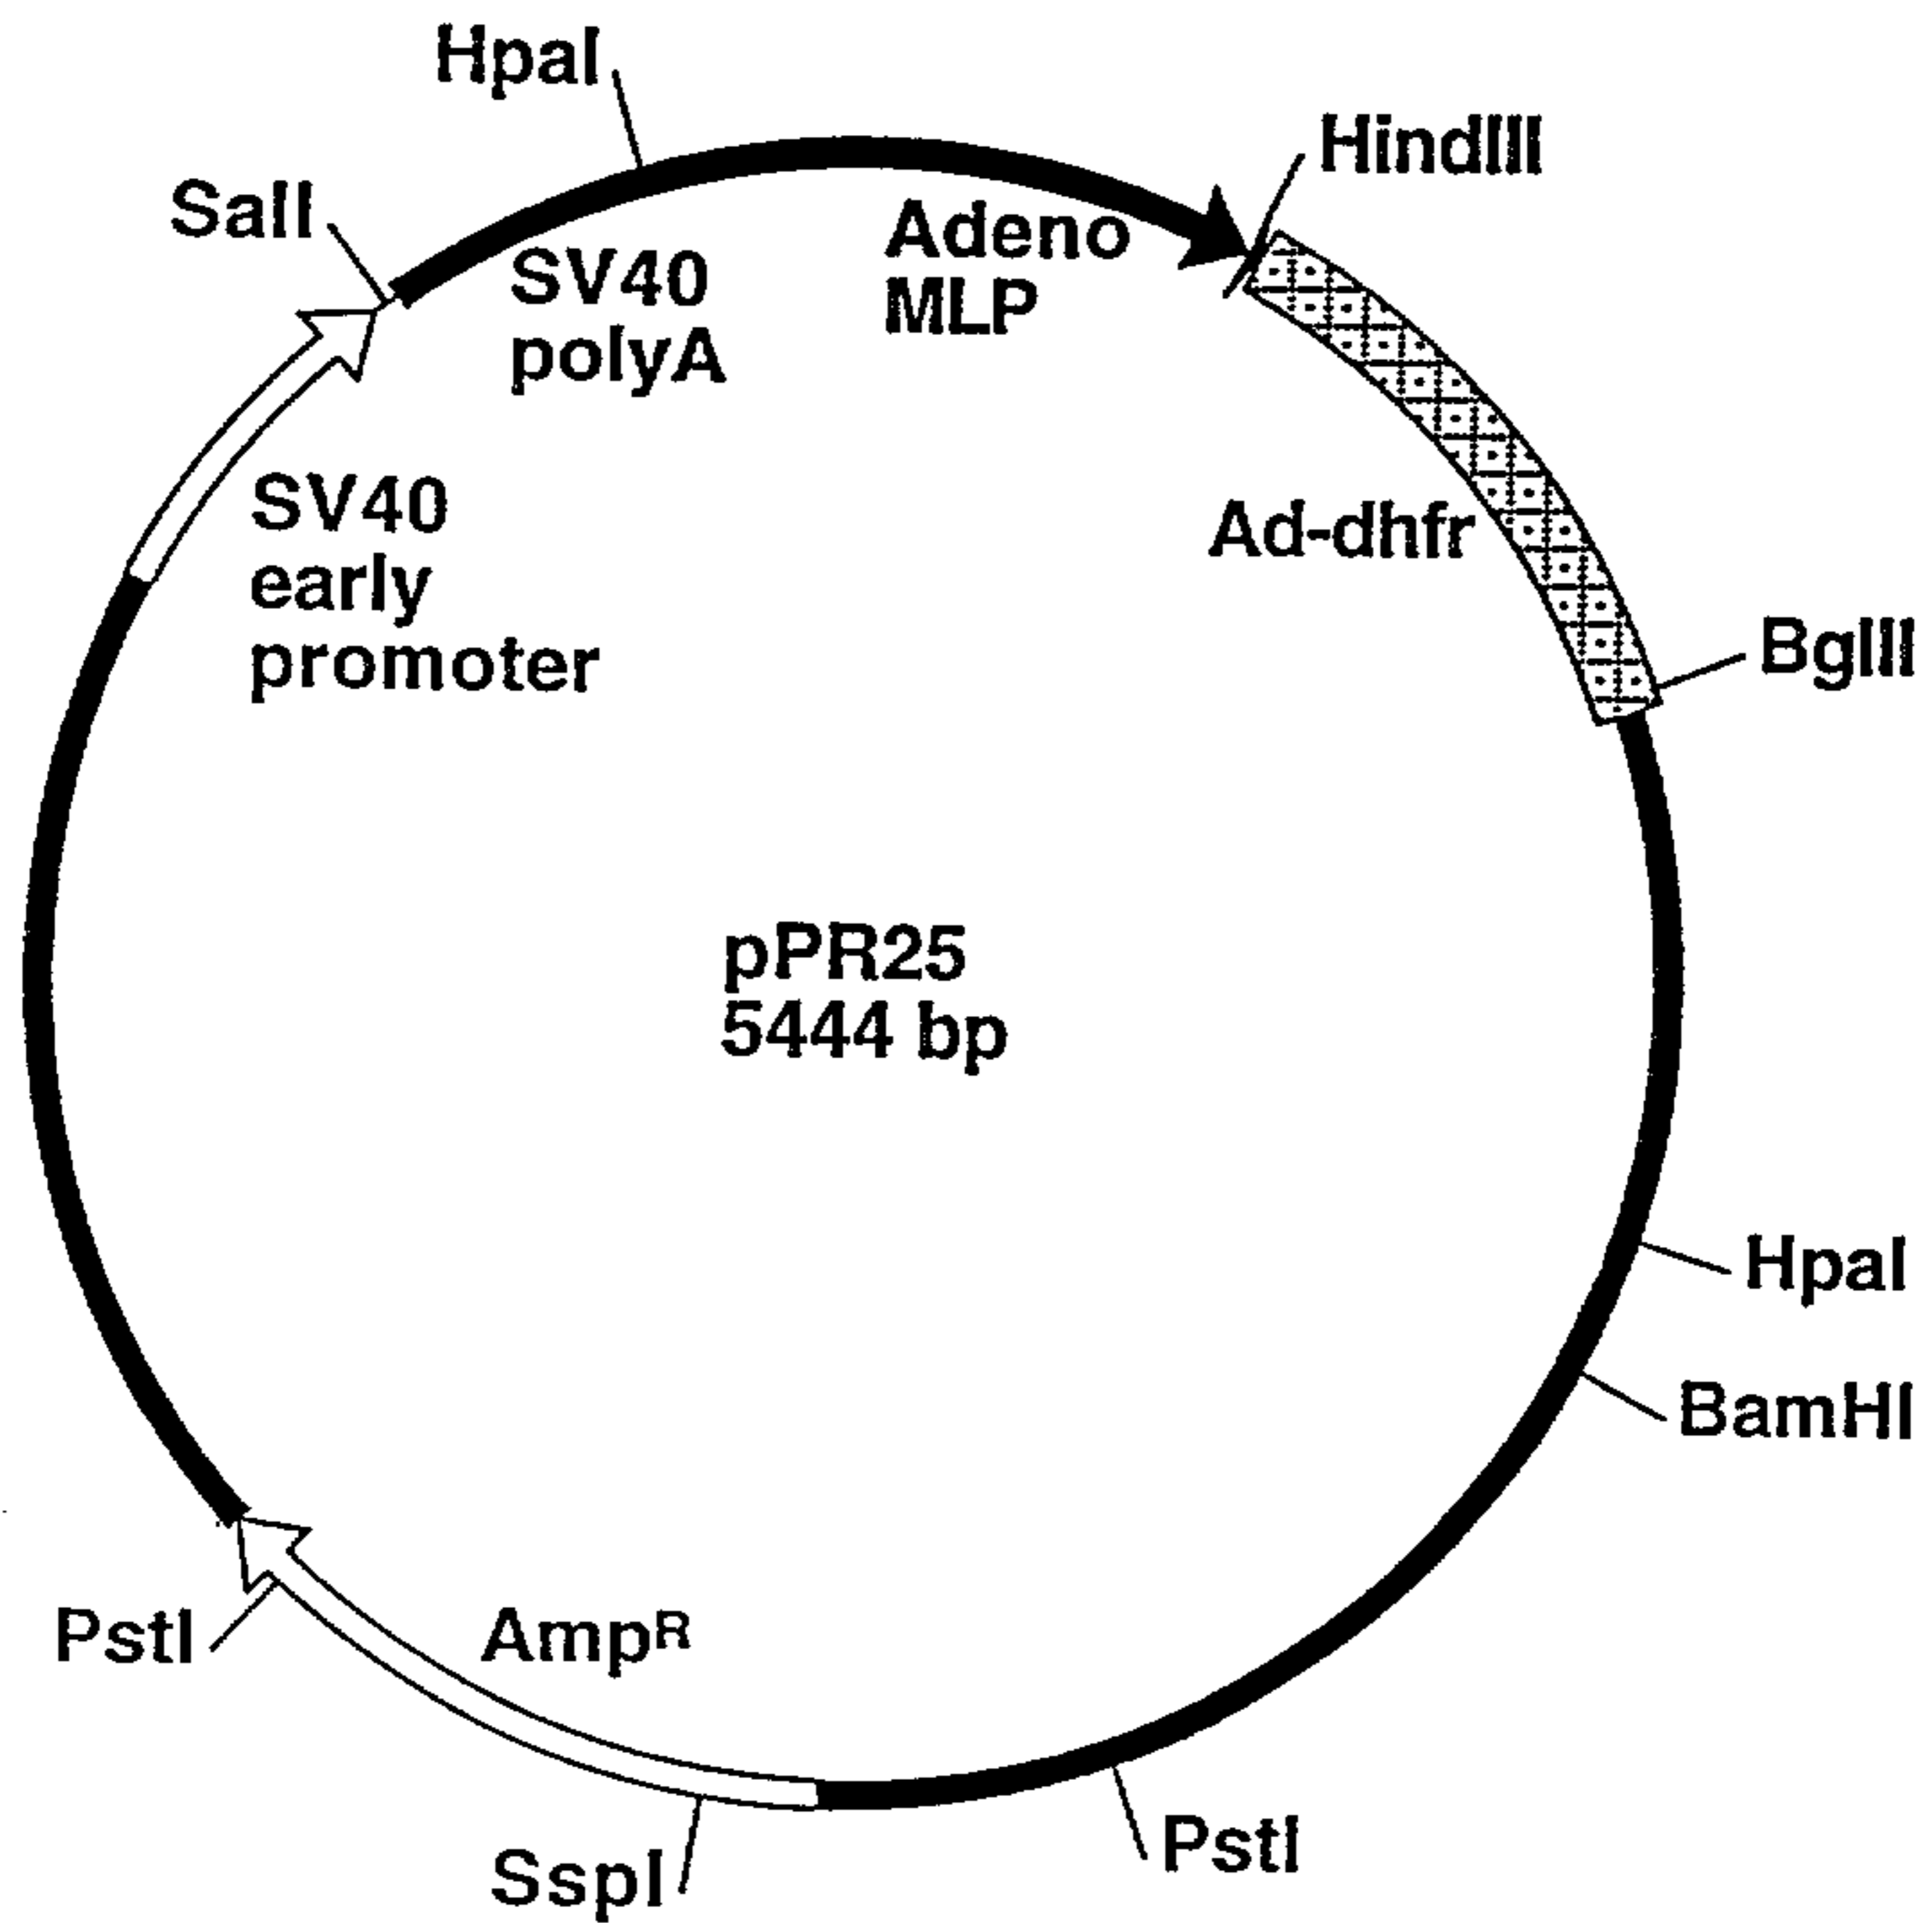 HpaI
HindIII
SalI
Adeno
MLP
SV40
polyA
SV40
early
promoter
Ad-dhfr
BglII
pPR25
5444 bp
HpaI
BamHI
PstI
AmpR
PstI
SspI